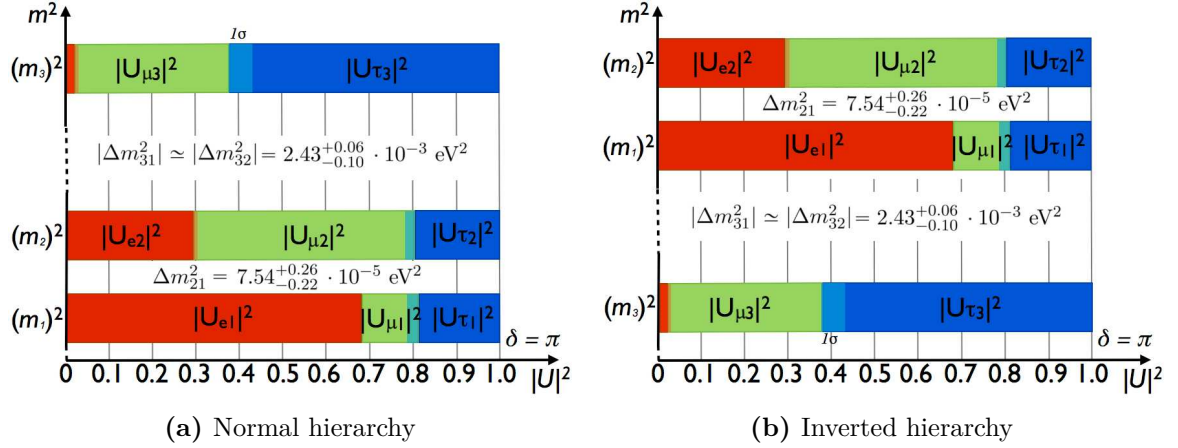 m²
1σ
(m₃)²
|Uμ3|²
|Uτ3|²
|Δm²₃₁| ≃ |Δm²₃₂| = 2.43 +0.06 −0.10 · 10⁻³ eV²
(m₂)²
|Ue2|²
|Uμ2|²
|Uτ2|²
Δm²₂₁ = 7.54 +0.26 −0.22 · 10⁻⁵ eV²
(m₁)²
|Ue1|²
|Uμ1|²
|Uτ1|²
δ = π
0 0.1 0.2 0.3 0.4 0.5 0.6 0.7 0.8 0.9 1.0
|U|²
(a) Normal hierarchy
m²
(m₂)²
|Ue2|²
|Uμ2|²
|Uτ2|²
Δm²₂₁ = 7.54 +0.26 −0.22 · 10⁻⁵ eV²
(m₁)²
|Ue1|²
|Uμ1|²
|Uτ1|²
|Δm²₃₁| ≃ |Δm²₃₂| = 2.43 +0.06 −0.10 · 10⁻³ eV²
(m₃)²
|Uμ3|²
|Uτ3|²
1σ
δ = π
0 0.1 0.2 0.3 0.4 0.5 0.6 0.7 0.8 0.9 1.0
|U|²
(b) Inverted hierarchy